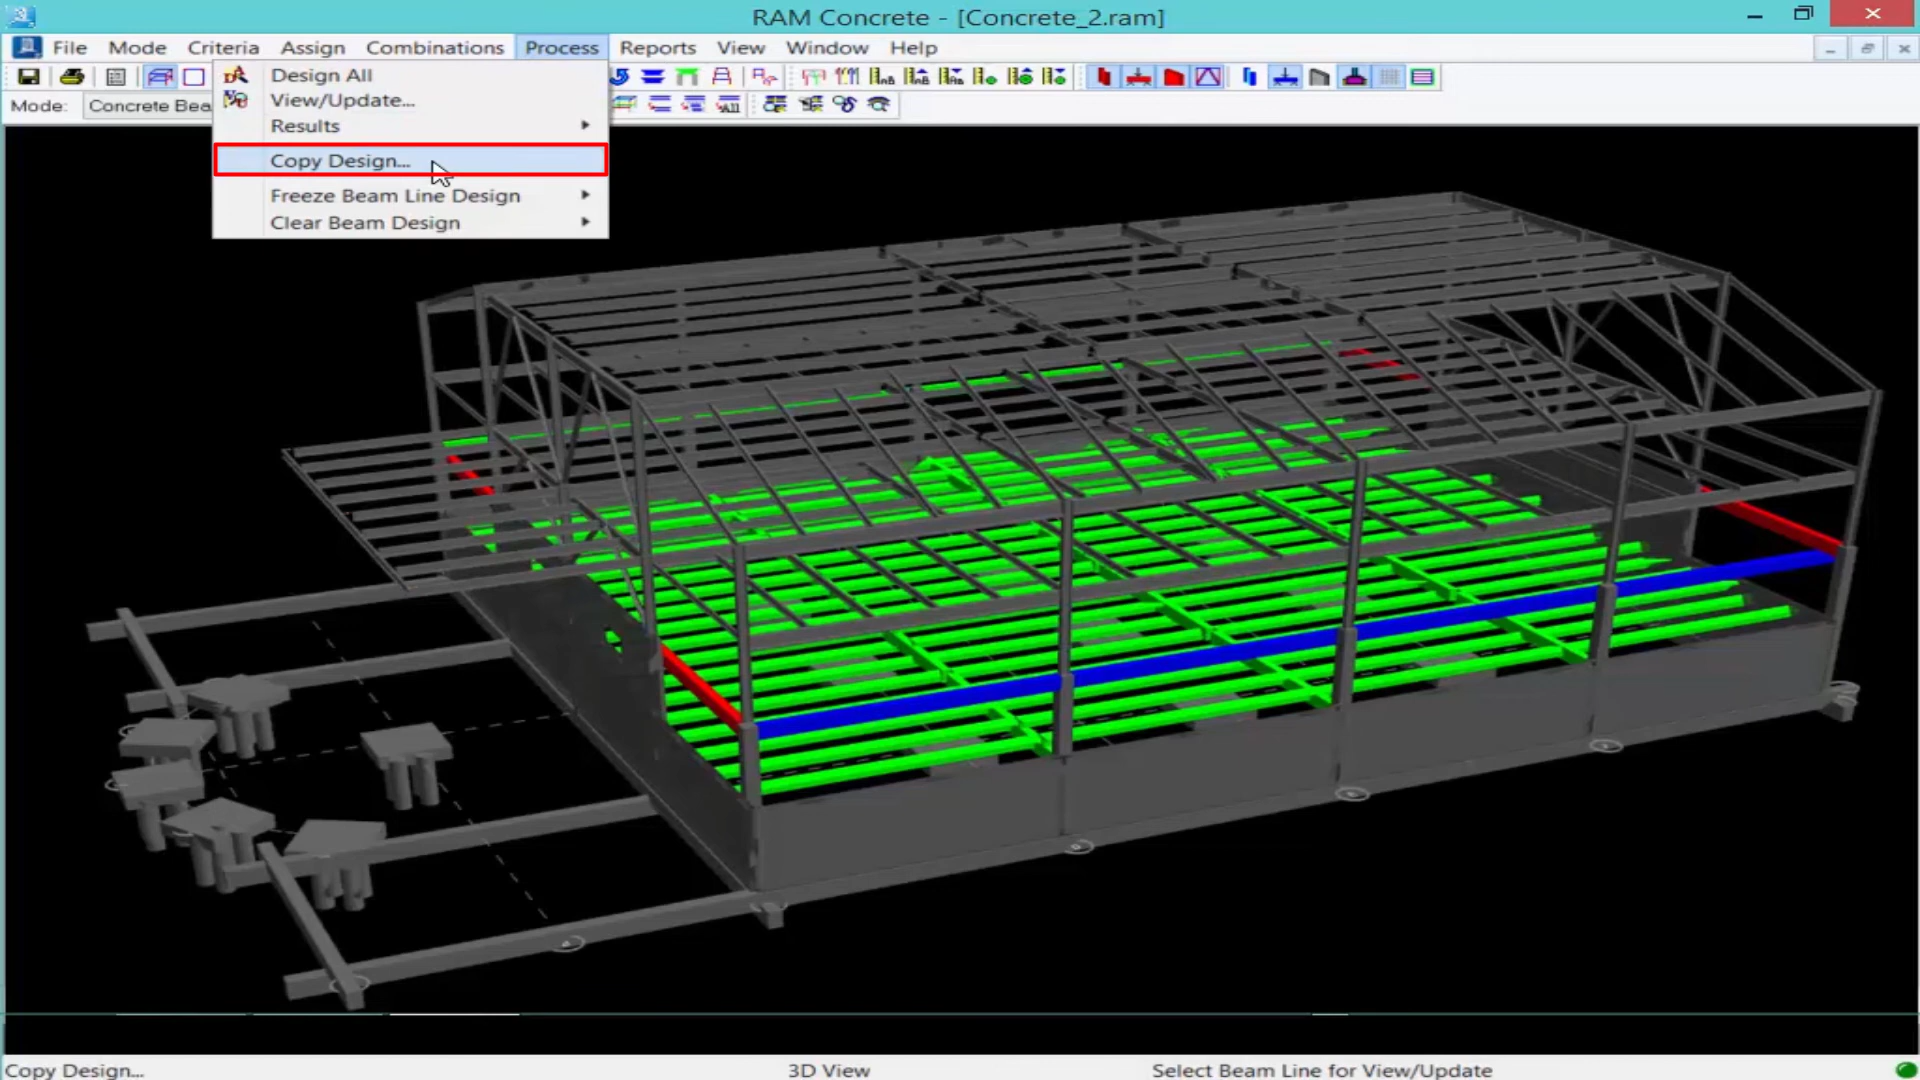 RAM Concrete - [Concrete_2.ram]
File Mode Criteria Assign Combinations Process Reports View Window Help
Design All
Mode: Concrete Bea
View/Update...
Results
Copy Design...
Freeze Beam Line Design
Clear Beam Design
Copy Design... 3D View Select Beam Line for View/Update